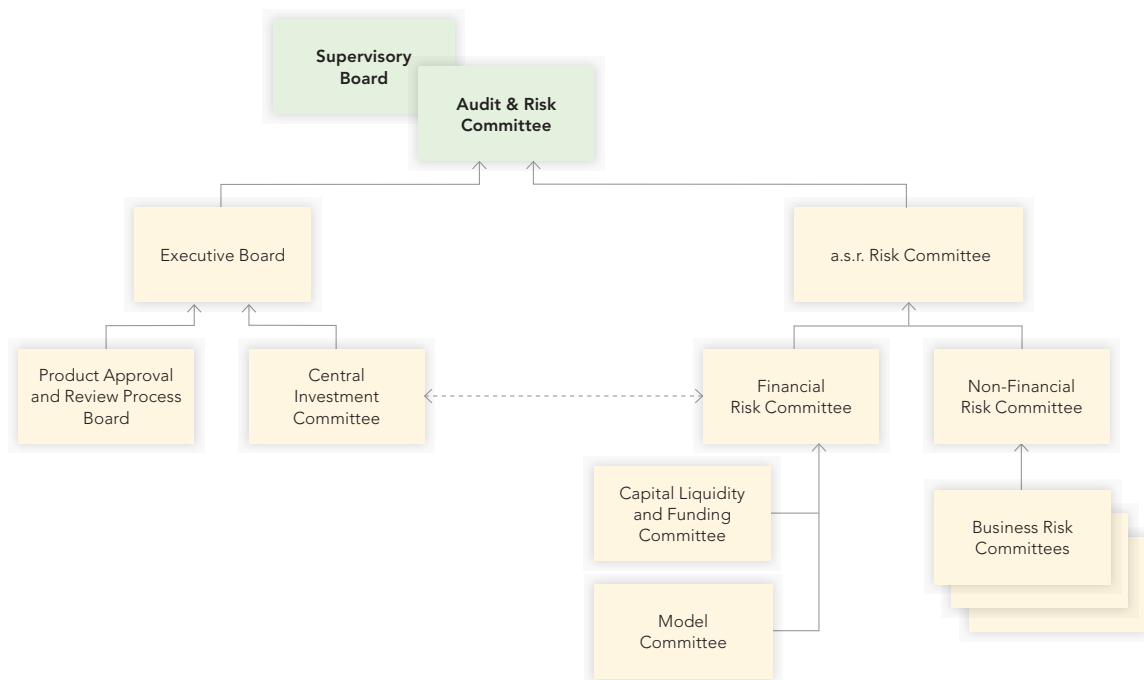 Supervisory
Board
Audit & Risk
Committee
Executive Board
a.s.r. Risk Committee
Product Approval
and Review Process
Board
Central
Investment
Committee
Financial
Risk Committee
Non-Financial
Risk Committee
Capital Liquidity
and Funding
Committee
Business Risk
Committees
Model
Committee